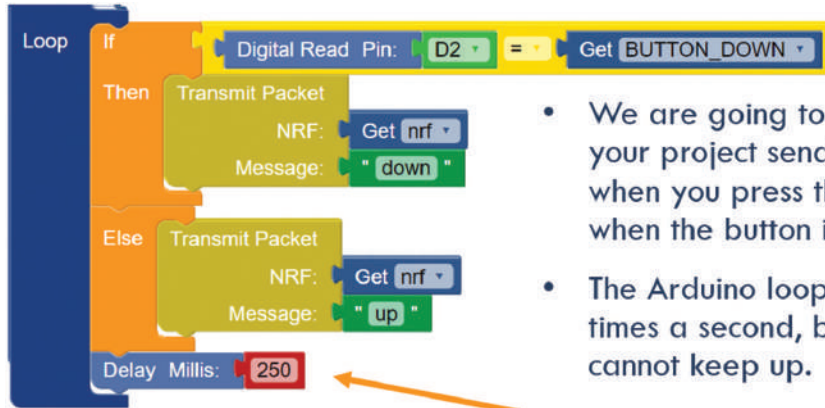 Loop If Digital Read Pin: D2 = Get BUTTON_DOWN
Then Transmit Packet
NRF: Get nrf
Message: " down "
Else Transmit Packet
NRF: Get nrf
Message: " up "
Delay Millis: 250
• We are going to
your project send
when you press th
when the button i
• The Arduino loop
times a second, b
cannot keep up.